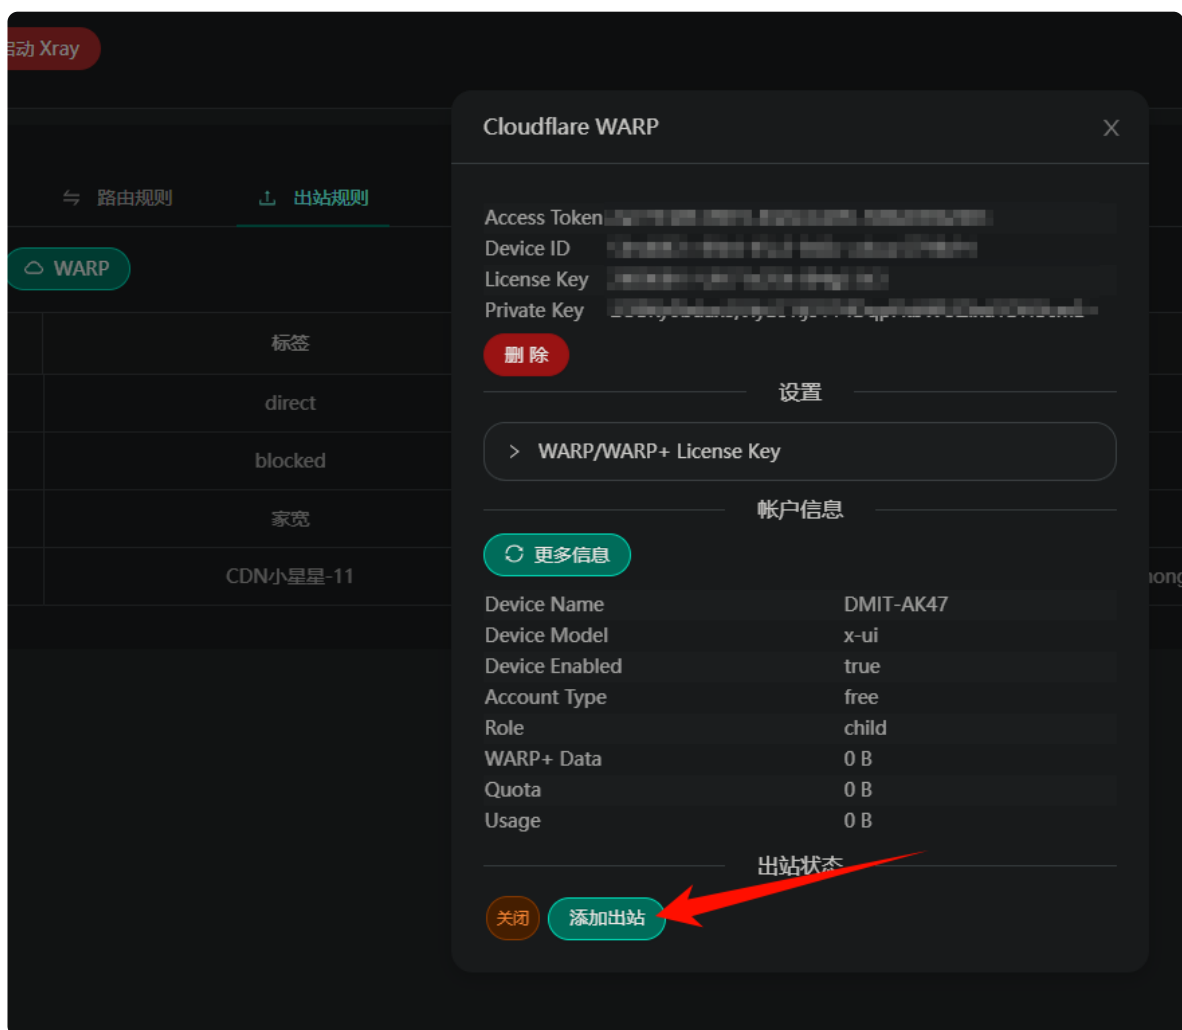 启动 Xray
Cloudflare WARP
路由规则
出站规则
Access Token
WARP
Device ID
License Key
Private Key
标签
删 除
设置
direct
WARP/WARP+ License Key
blocked
帐户信息
家宽
更多信息
CDN小星星-11
Device Name DMIT-AK47
Device Model x-ui
Device Enabled true
Account Type free
Role child
WARP+ Data 0 B
Quota 0 B
Usage 0 B
出站状态
关闭
添加出站